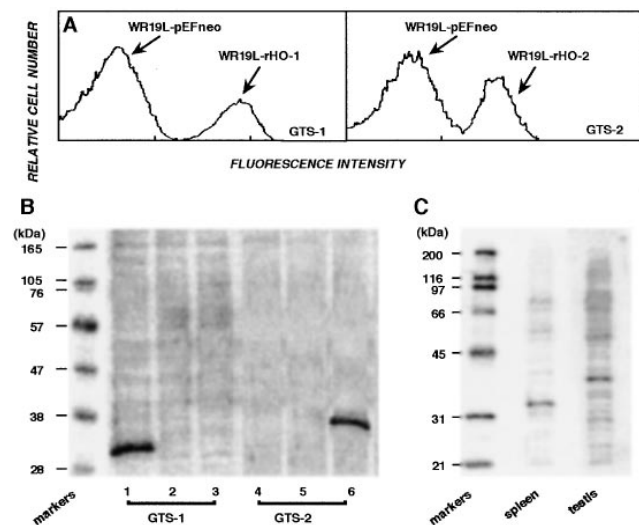 A
WR19L-pEFneo
WR19L-rHO-1
GTS-1
WR19L-pEFneo
WR19L-rHO-2
GTS-2
RELATIVE CELL NUMBER
FLUORESCENCE INTENSITY
B
(kDa)
165
105
76
57
47
38
28
markers
1 2 3 4 5 6
GTS-1 GTS-2
C
(kDa)
200
116
97
66
45
31
21
markers spleen testis